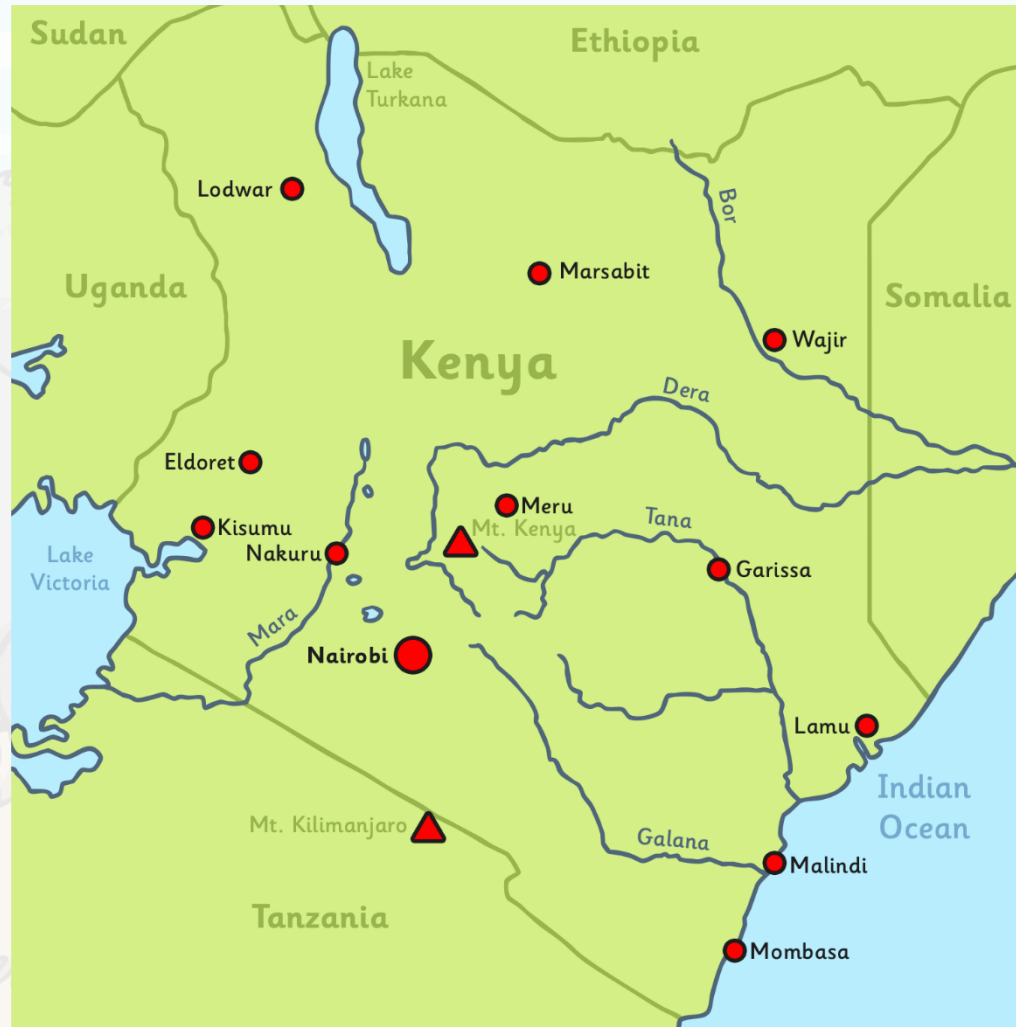 Sudan
Ethiopia
Lake
Turkana
Lodwar
Bor
Marsabit
Uganda
Somalia
Wajir
Kenya
Dera
Eldoret
Meru
Mt. Kenya
Tana
Kisumu
Nakuru
Lake
Victoria
Garissa
Mara
Nairobi
Lamu
Indian
Ocean
Mt. Kilimanjaro
Galana
Malindi
Tanzania
Mombasa